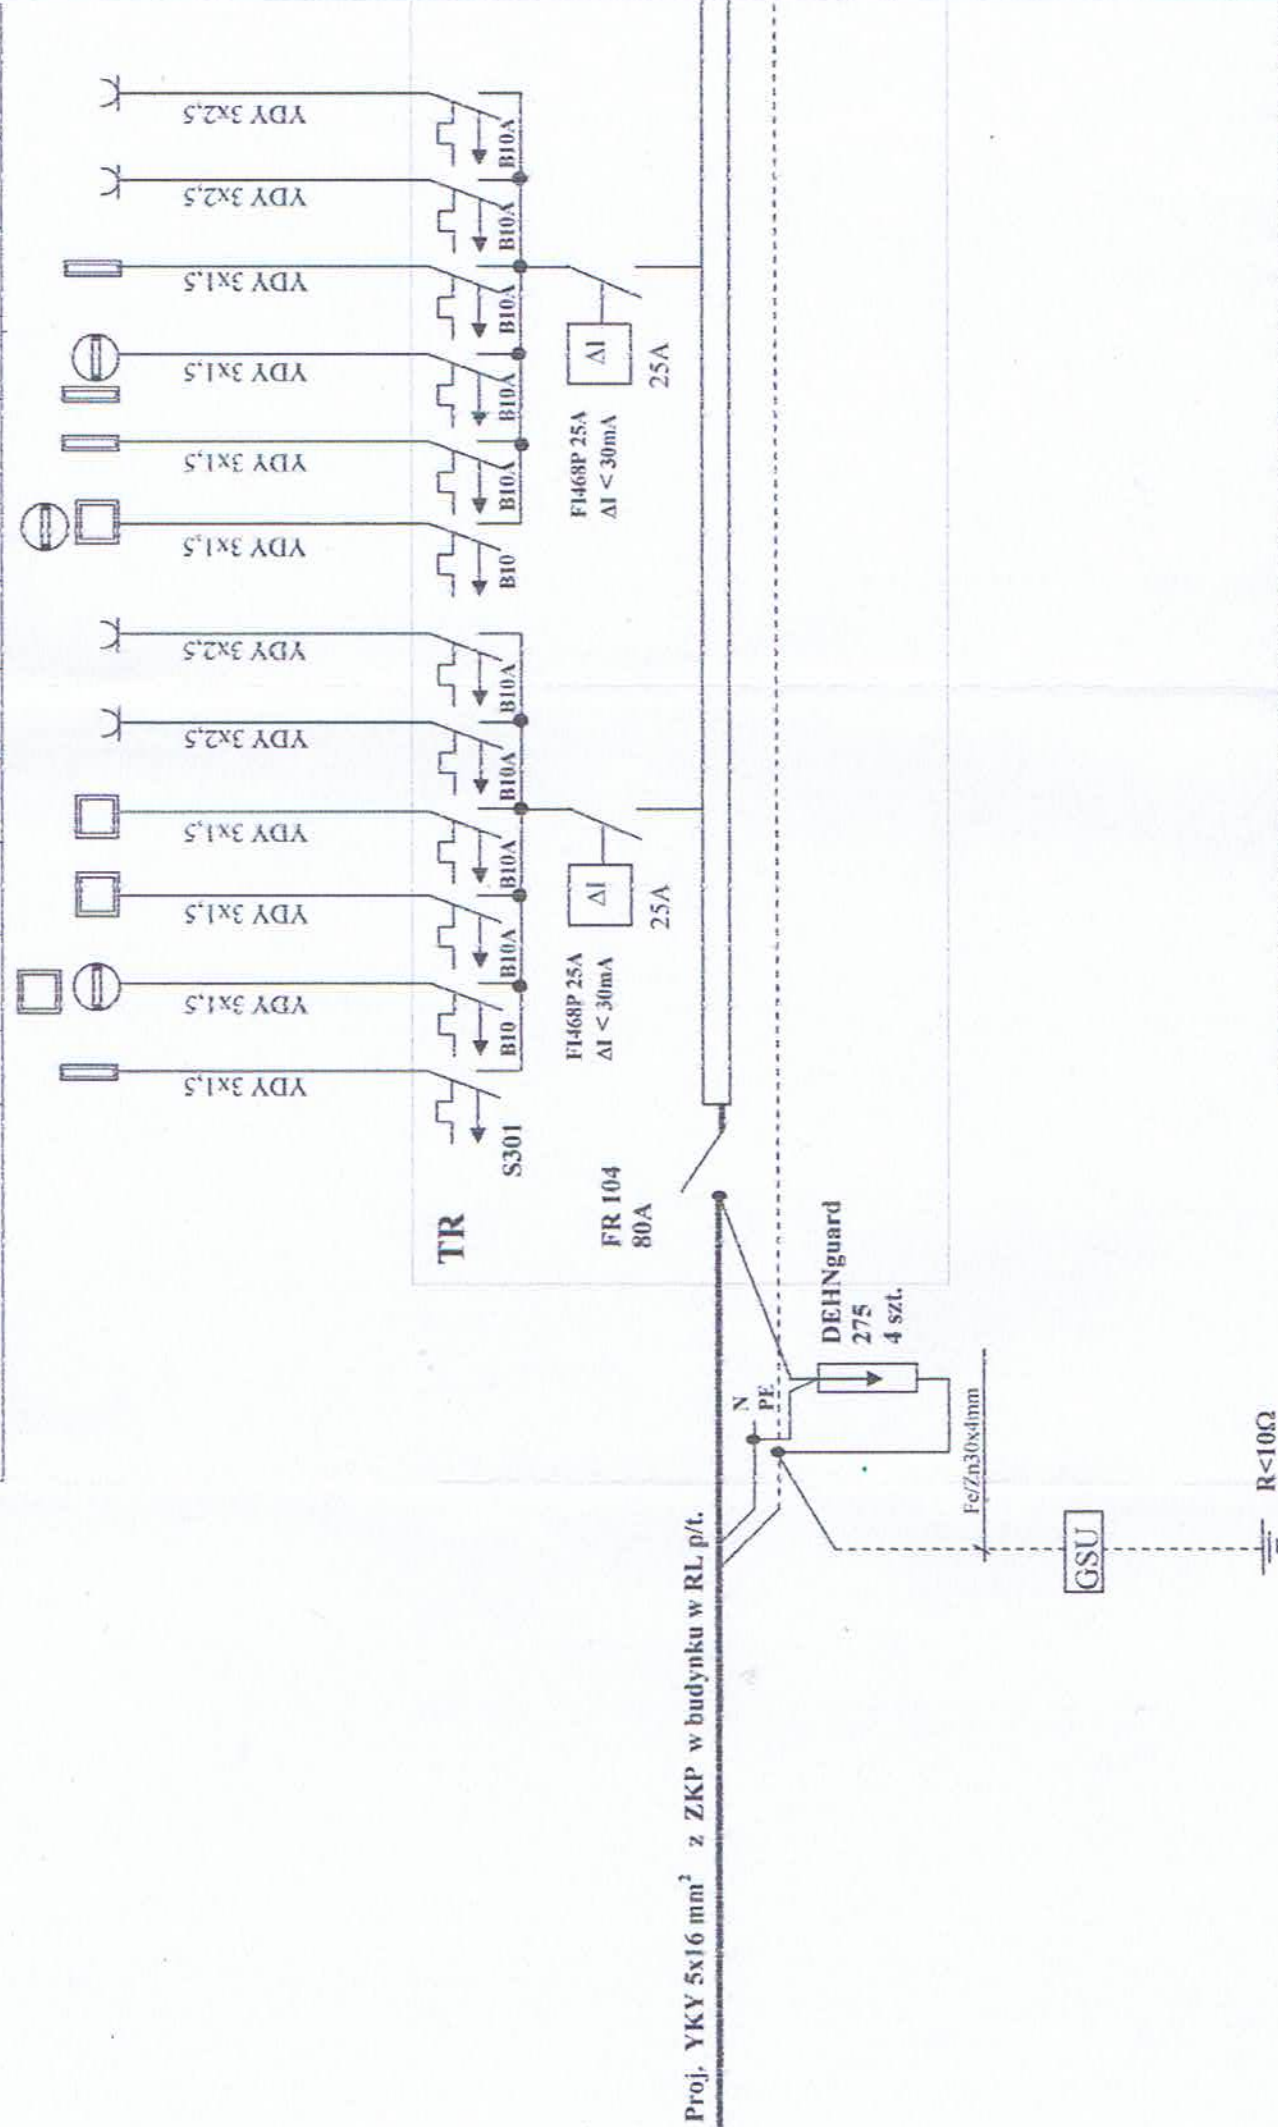 YDY 3x1,5
YDY 3x1,5
YDY 3x1,5
YDY 3x1,5
YDY 3x2,5
YDY 3x2,5
YDY 3x1,5
YDY 3x1,5
YDY 3x1,5
YDY 3x1,5
YDY 3x2,5
YDY 3x2,5
TR
S301
B10
B10A
B10A
B10A
B10A
B10
B10A
B10A
B10A
B10A
B10A
FI468P 25A
ΔI < 30mA
ΔI
25A
FI468P 25A
ΔI < 30mA
ΔI
25A
FR 104
80A
Proj. YKY 5x16 mm² z ZKP w budynku w RL p/t.
N
PE
DEHNguard
275
4 szt.
Fe/Zn30x4mm
GSU
R<10Ω